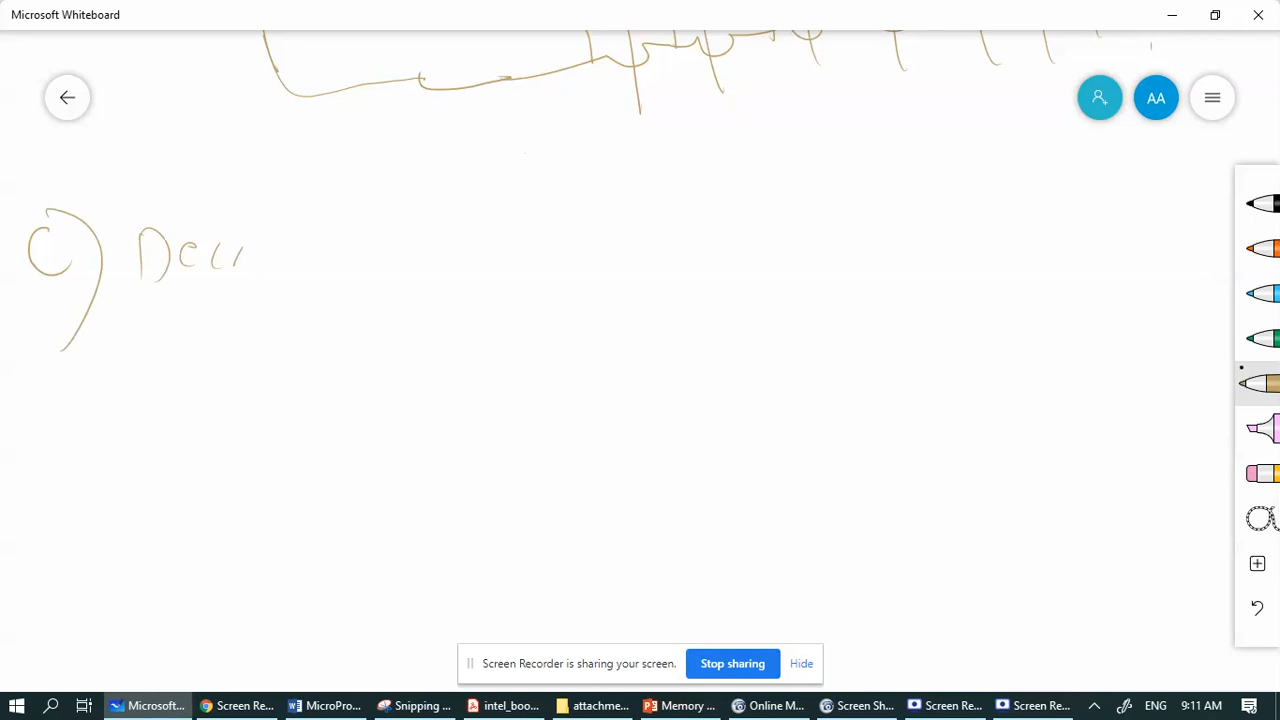 Microsoft Whiteboard
AA
C) Dec
Screen Recorder is sharing your screen.
Stop sharing
Hide
Microsoft...
Screen Re...
MicroPro...
Snipping ...
intel_boo...
attachme...
Memory ...
Online M...
Screen Sh...
Screen Re...
Screen Re...
ENG
9:11 AM